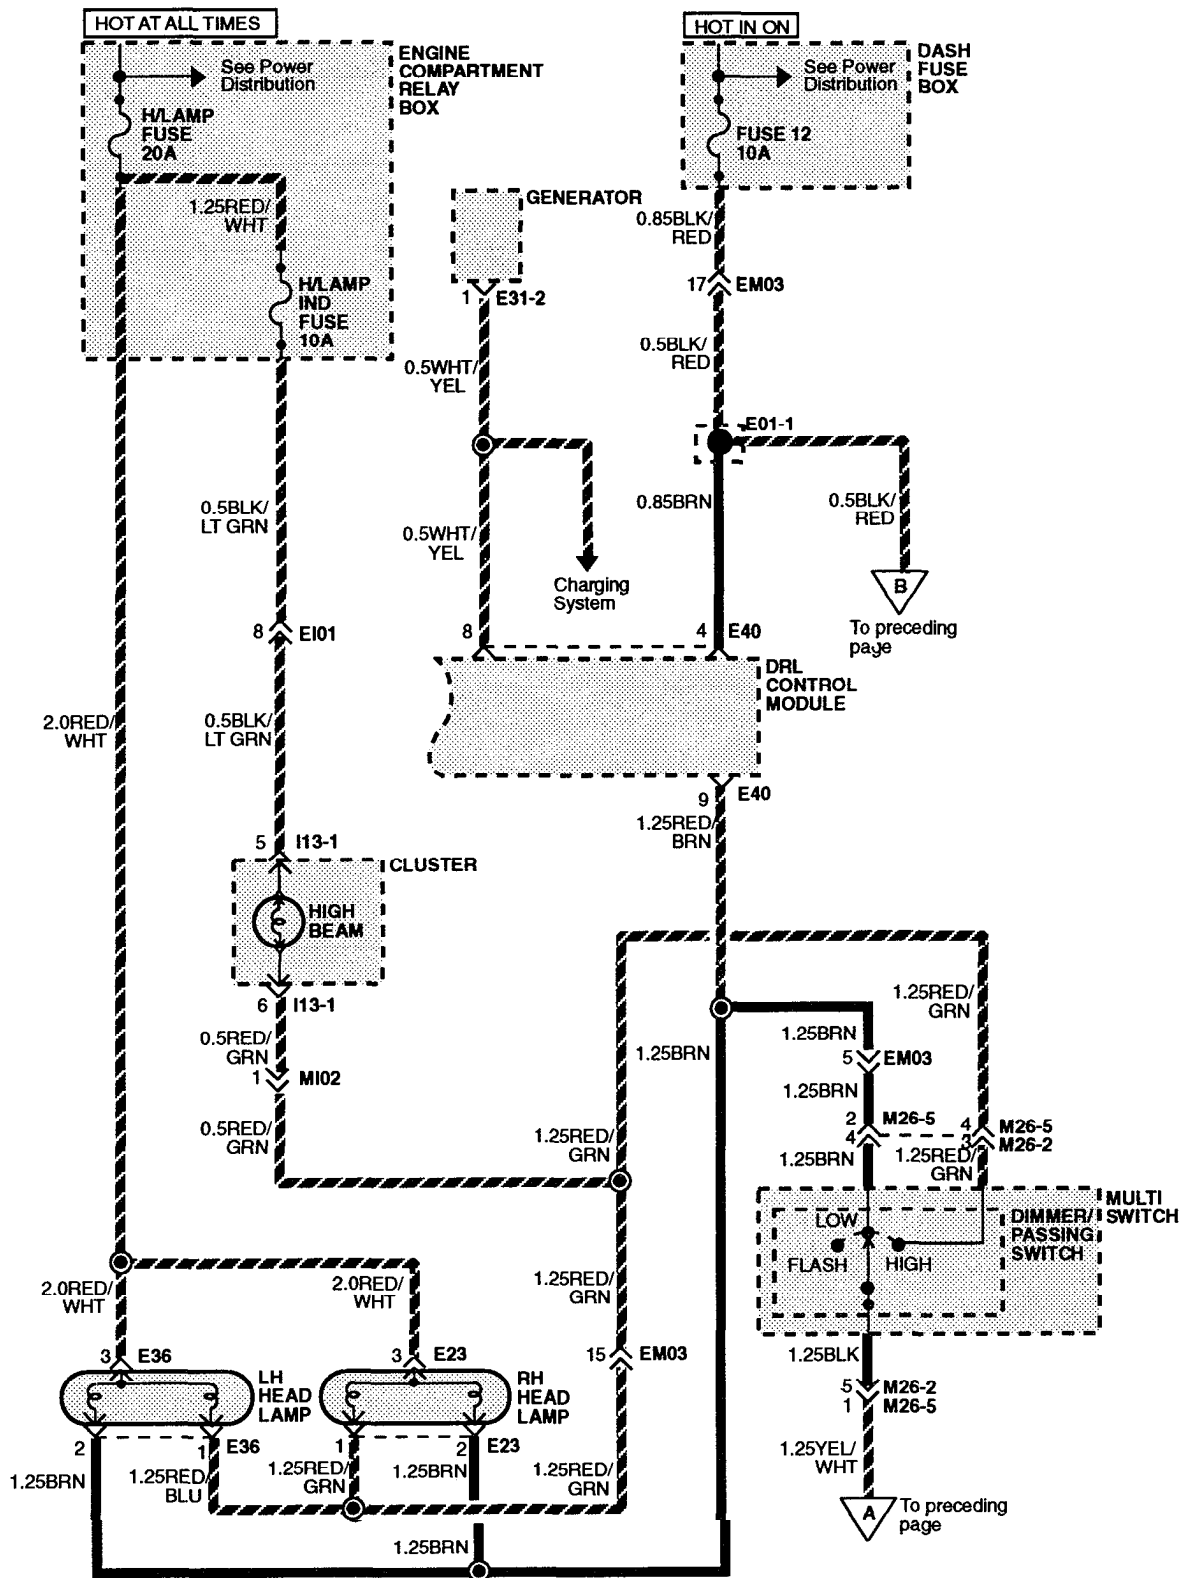 HOT AT ALL TIMES
HOT IN ON
See Power
Distribution
ENGINE
COMPARTMENT
RELAY
BOX
H/LAMP
FUSE
20A
1.25RED/
WHT
H/LAMP
IND
FUSE
10A
See Power
Distribution
DASH
FUSE
BOX
FUSE 12
10A
GENERATOR
1
E31-2
0.85BLK/
RED
17
EM03
0.5WHT/
YEL
0.5BLK/
RED
E01-1
0.5BLK/
LT GRN
0.5WHT/
YEL
Charging
System
0.85BRN
0.5BLK/
RED
B
To preceding
page
8
EI01
8
4
E40
DRL
CONTROL
MODULE
2.0RED/
WHT
0.5BLK/
LT GRN
9
E40
1.25RED/
BRN
5
I13-1
CLUSTER
HIGH
BEAM
6
I13-1
0.5RED/
GRN
1
MI02
0.5RED/
GRN
1.25RED/
GRN
1.25BRN
1.25BRN
5
EM03
1.25BRN
1.25RED/
GRN
2
M26-5
4
4
M26-5
3
M26-2
1.25BRN
1.25RED/
GRN
MULTI
SWITCH
DIMMER/
PASSING
SWITCH
LOW
FLASH
HIGH
2.0RED/
WHT
2.0RED/
WHT
1.25RED/
GRN
3
E36
3
E23
15
EM03
1.25BLK
LH
HEAD
LAMP
RH
HEAD
LAMP
5
M26-2
1
M26-5
2
1
E36
1
2
E23
1.25BRN
1.25RED/
BLU
1.25RED/
GRN
1.25BRN
1.25RED/
GRN
1.25YEL/
WHT
A
To preceding
page
1.25BRN